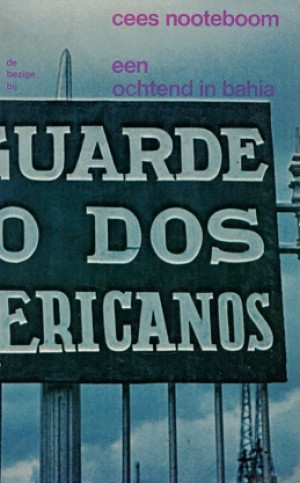 cees nooteboom
de
bezige
bij
een
ochtend in bahia
GUARDE
O DOS
ERICANOS